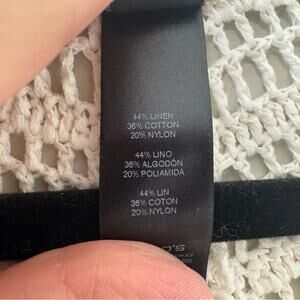 44% LINEN
36% COTTON
20% NYLON
44% LINO
36% ALGODÓN
20% POLIAMIDA
44% LIN
36% COTON
20% NYLON